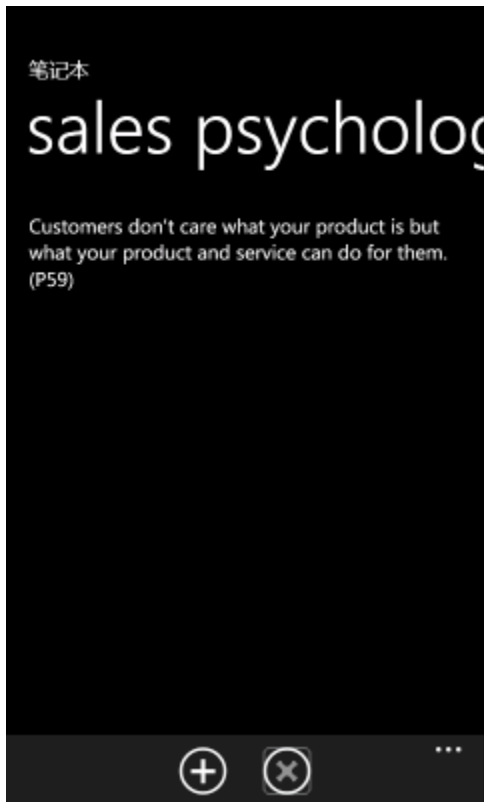 笔记本
sales psycholog
Customers don't care what your product is but
what your product and service can do for them.
(P59)